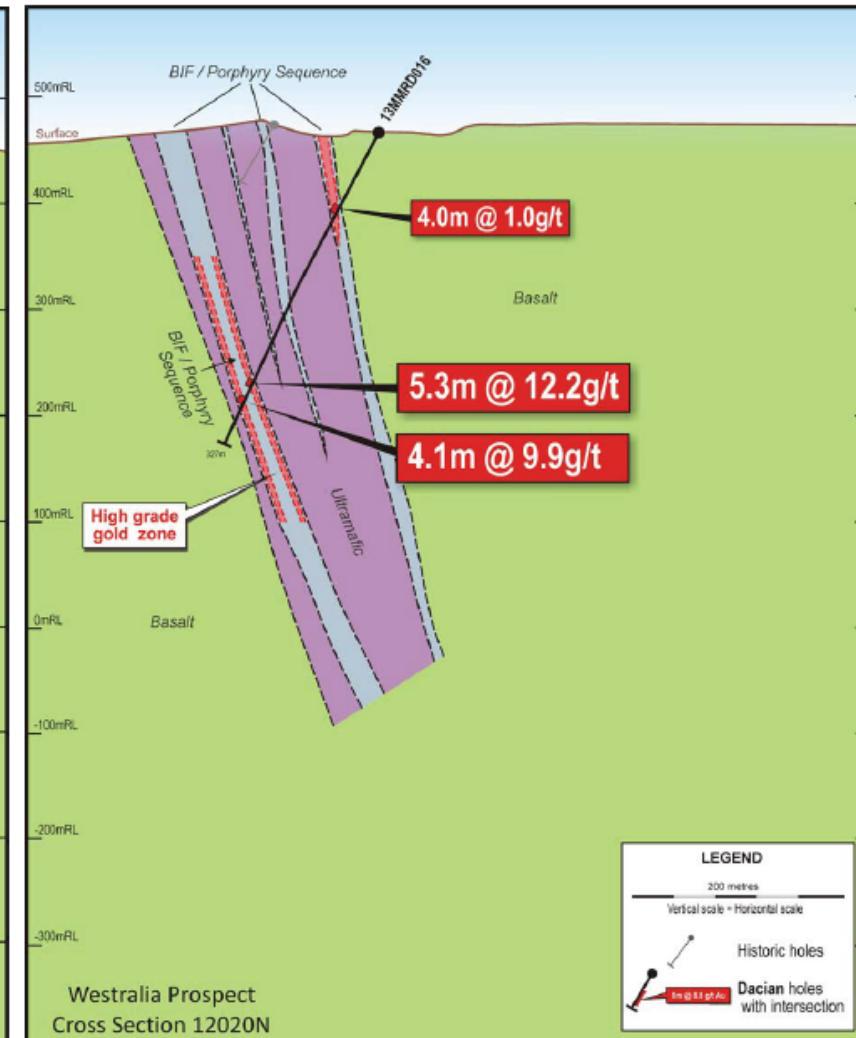 BIF / Porphyry Sequence
13MMRD016
500mRL
Surface
400mRL
4.0m @ 1.0g/t
300mRL
Basalt
BIF / Porphyry
Sequence
5.3m @ 12.2g/t
200mRL
4.1m @ 9.9g/t
327m
Ultramafic
High grade
gold zone
100mRL
0mRL
Basalt
-100mRL
-200mRL
-300mRL
LEGEND
200 metres
Vertical scale = Horizontal scale
Historic holes
Dacian holes
with intersection
Westralia Prospect
Cross Section 12020N